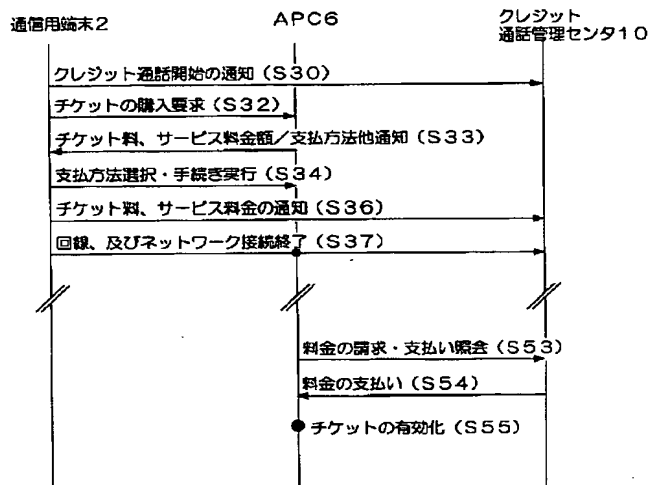 通信用端末2
APC6
クレジット
通話管理センタ10
クレジット通話開始の通知(S30)
チケットの購入要求(S32)
チケット料、サービス料金額/支払方法他通知(S33)
支払方法選択・手続き実行(S34)
チケット料、サービス料金の通知(S36)
回線、及びネットワーク接続終了(S37)
料金の請求・支払い照会(S53)
料金の支払い(S54)
チケットの有効化(S55)